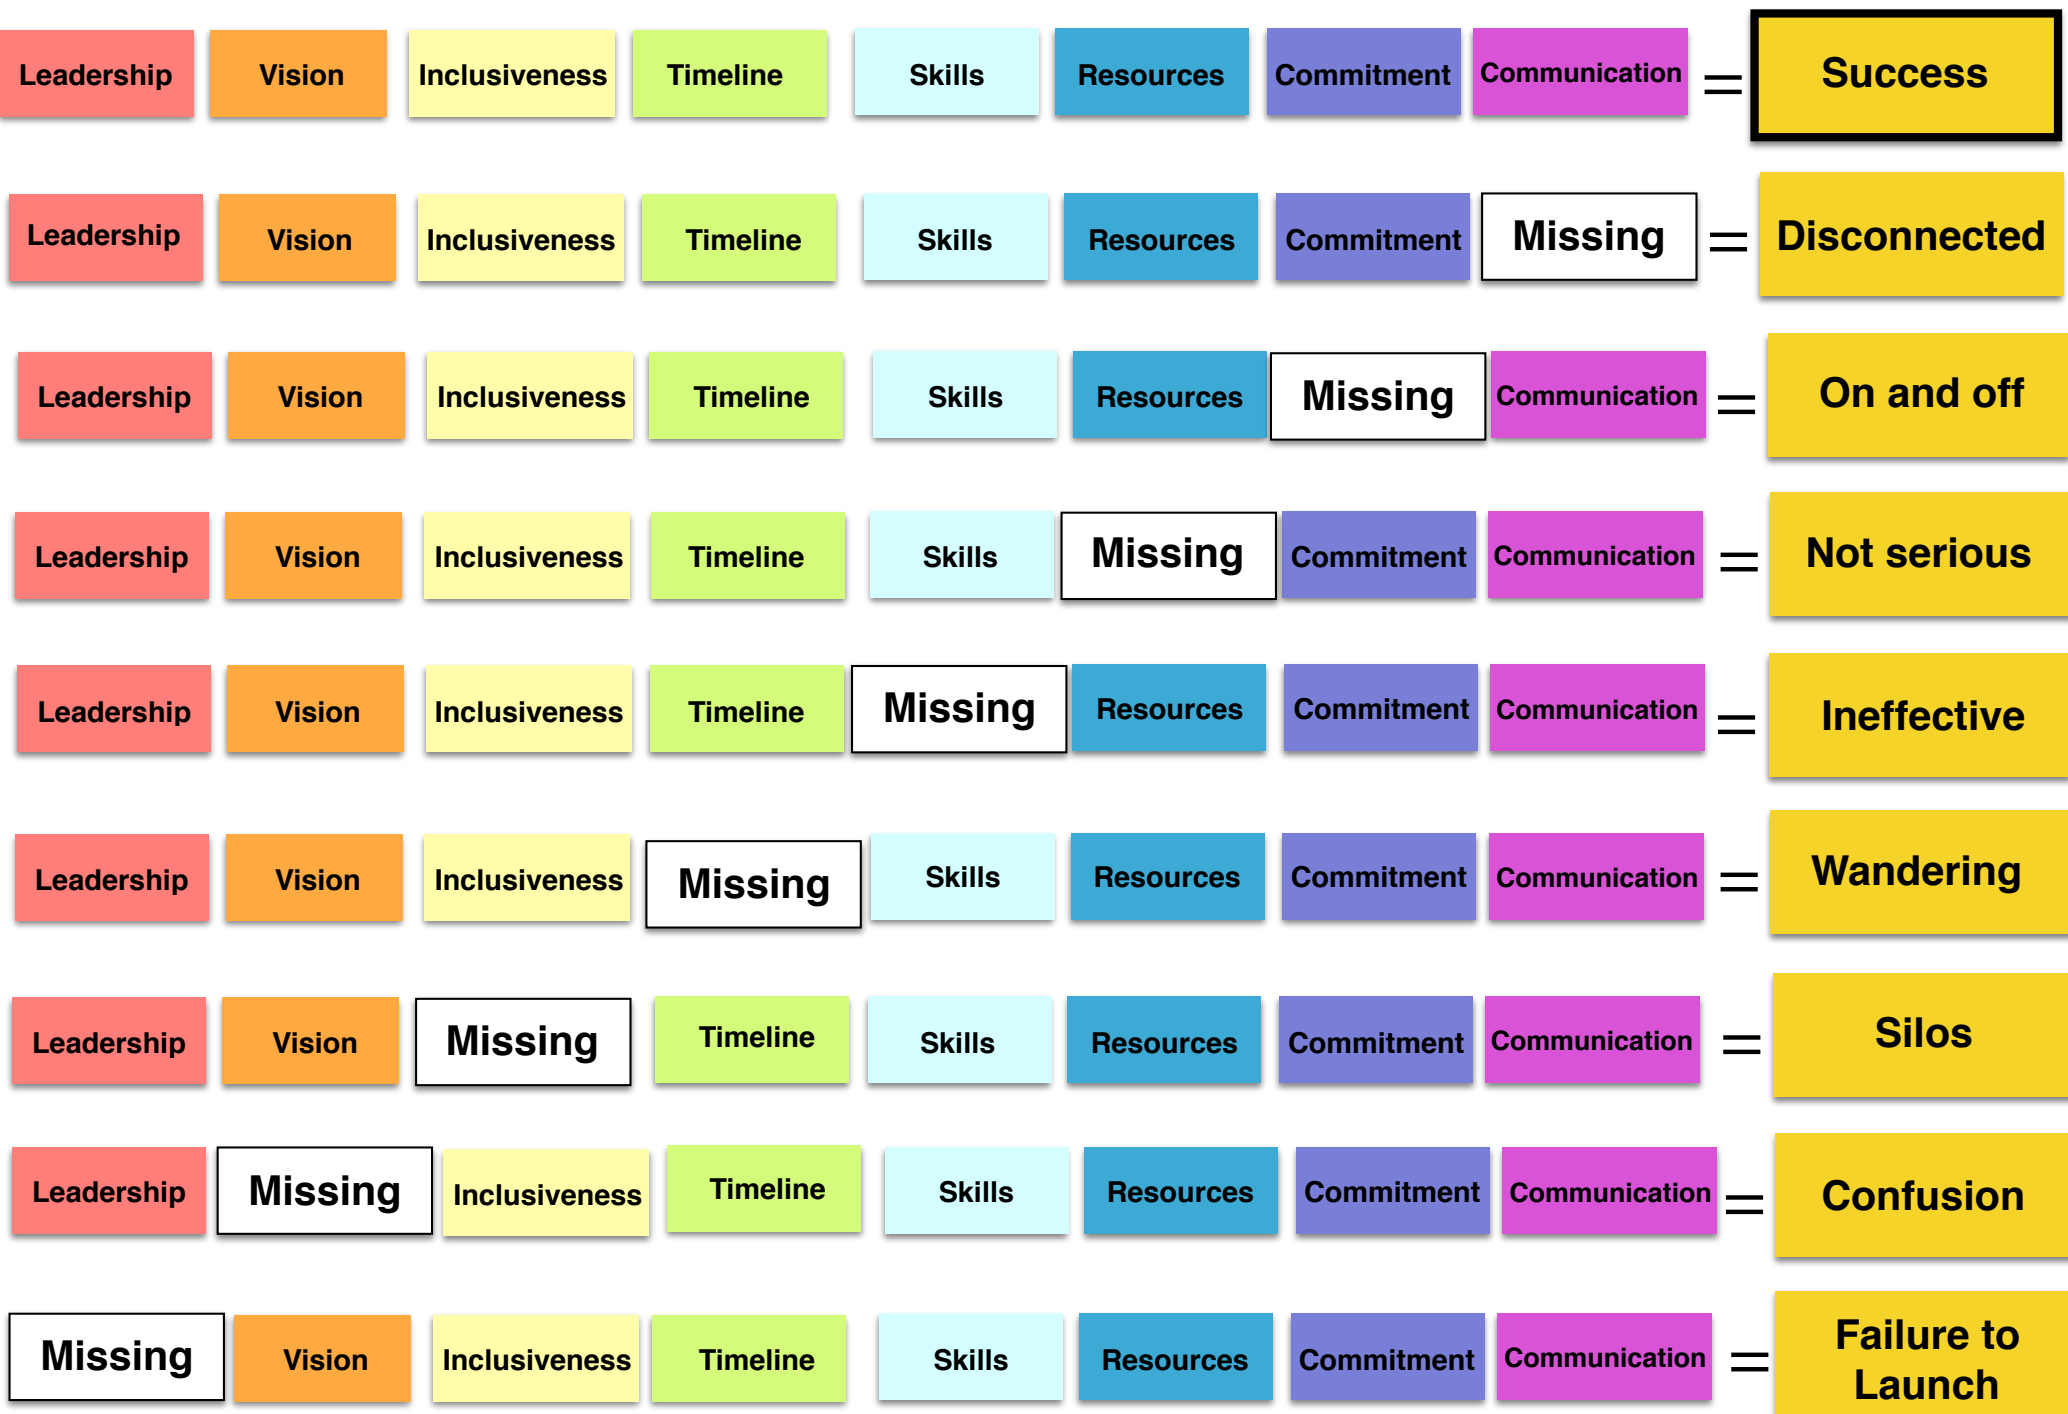 Leadership Vision Inclusiveness Timeline Skills Resources Commitment Communication = Success
Leadership Vision Inclusiveness Timeline Skills Resources Commitment Missing = Disconnected
Leadership Vision Inclusiveness Timeline Skills Resources Missing Communication = On and off
Leadership Vision Inclusiveness Timeline Skills Missing Commitment Communication = Not serious
Leadership Vision Inclusiveness Timeline Missing Resources Commitment Communication = Ineffective
Leadership Vision Inclusiveness Missing Skills Resources Commitment Communication = Wandering
Leadership Vision Missing Timeline Skills Resources Commitment Communication = Silos
Leadership Missing Inclusiveness Timeline Skills Resources Commitment Communication = Confusion
Missing Vision Inclusiveness Timeline Skills Resources Commitment Communication = Failure to
Launch